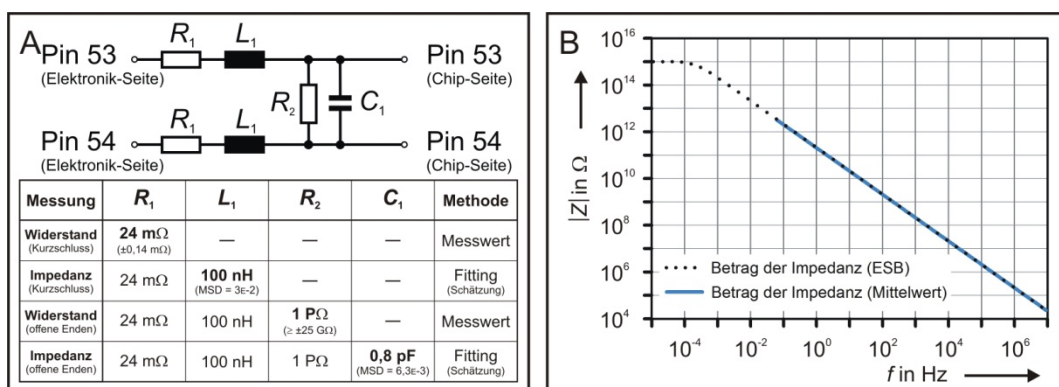 A
Pin 53
(Elektronik-Seite)
R1
L1
Pin 53
(Chip-Seite)
R2
C1
Pin 54
(Elektronik-Seite)
R1
L1
Pin 54
(Chip-Seite)
Messung R1 L1 R2 C1 Methode
Widerstand (Kurzschluss) 24 mΩ (±0,14 mΩ) — — — Messwert
Impedanz (Kurzschluss) 24 mΩ 100 nH (MSD = 3E-2) — — Fitting (Schätzung)
Widerstand (offene Enden) 24 mΩ 100 nH 1 PΩ (≥ ±25 GΩ) — Messwert
Impedanz (offene Enden) 24 mΩ 100 nH 1 PΩ 0,8 pF (MSD = 6,3E-3) Fitting (Schätzung)
B
|Z| in Ω
10^16
10^14
10^12
10^10
10^8
10^6
10^4
Betrag der Impedanz (ESB)
Betrag der Impedanz (Mittelwert)
10^-4 10^-2 10^0 10^2 10^4 10^6
f in Hz